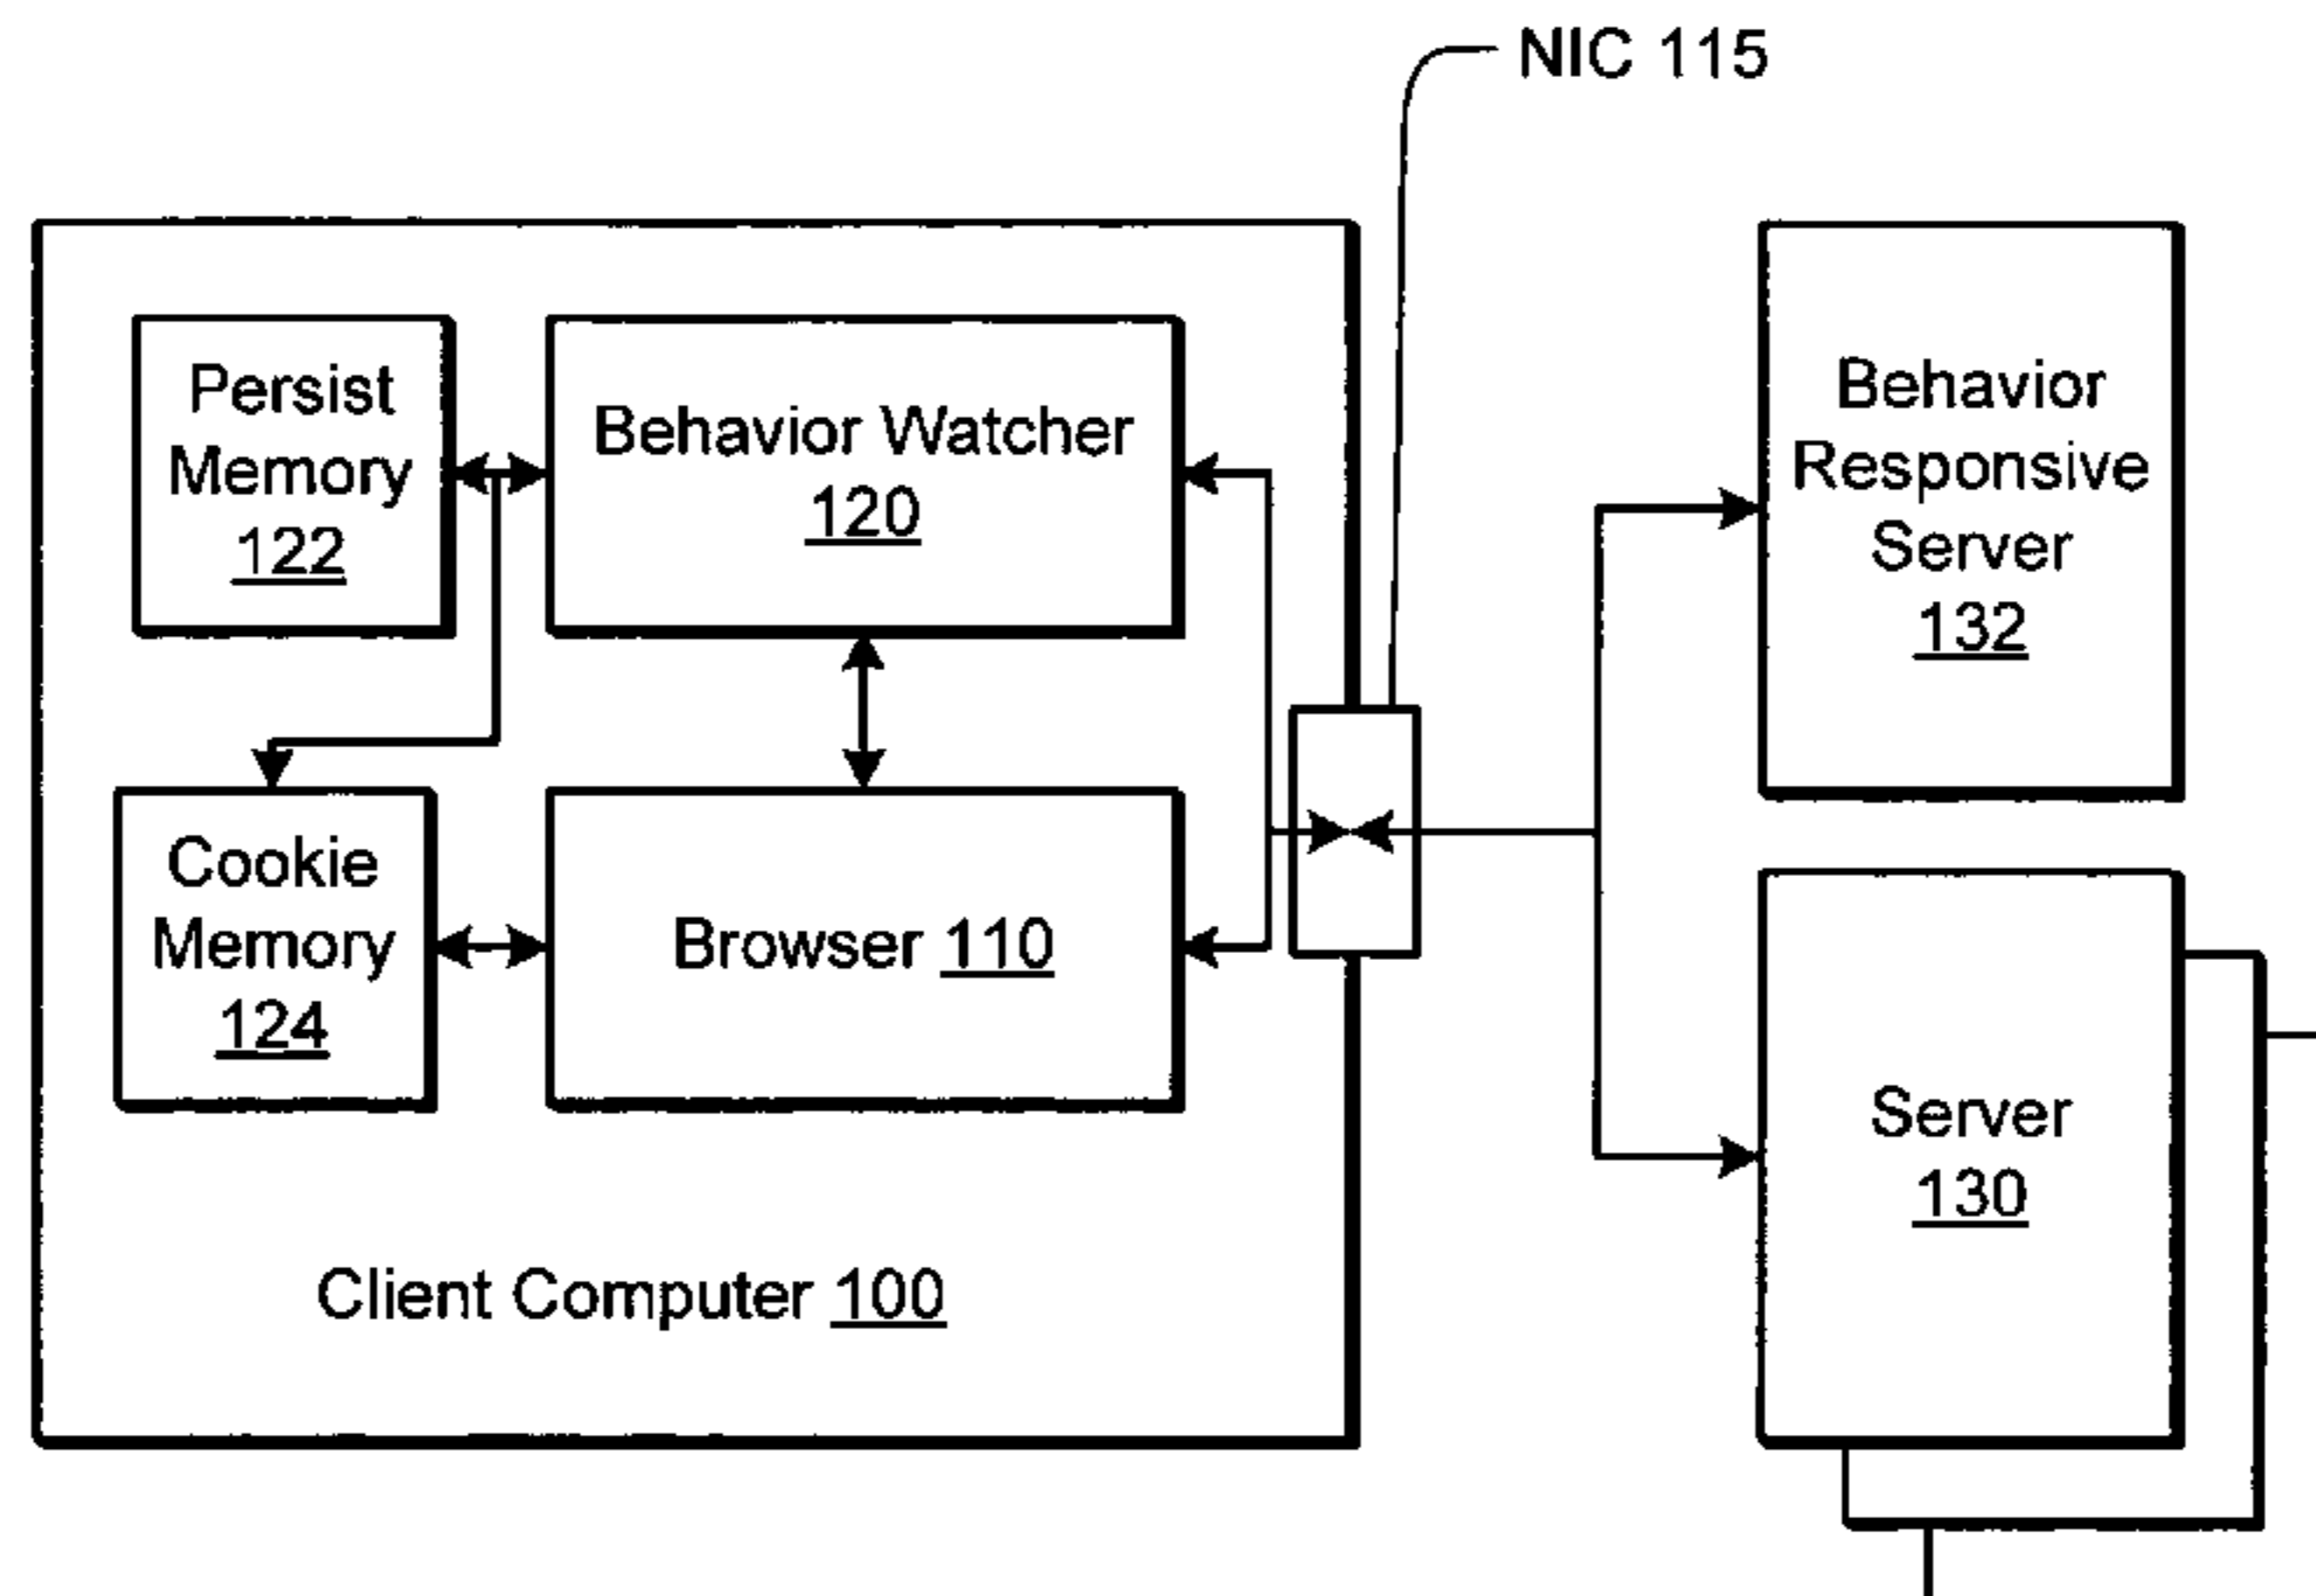 NIC 115
Persist
Memory
122
Behavior Watcher
120
Behavior
Responsive
Server
132
Cookie
Memory
124
Browser 110
Server
130
Client Computer 100